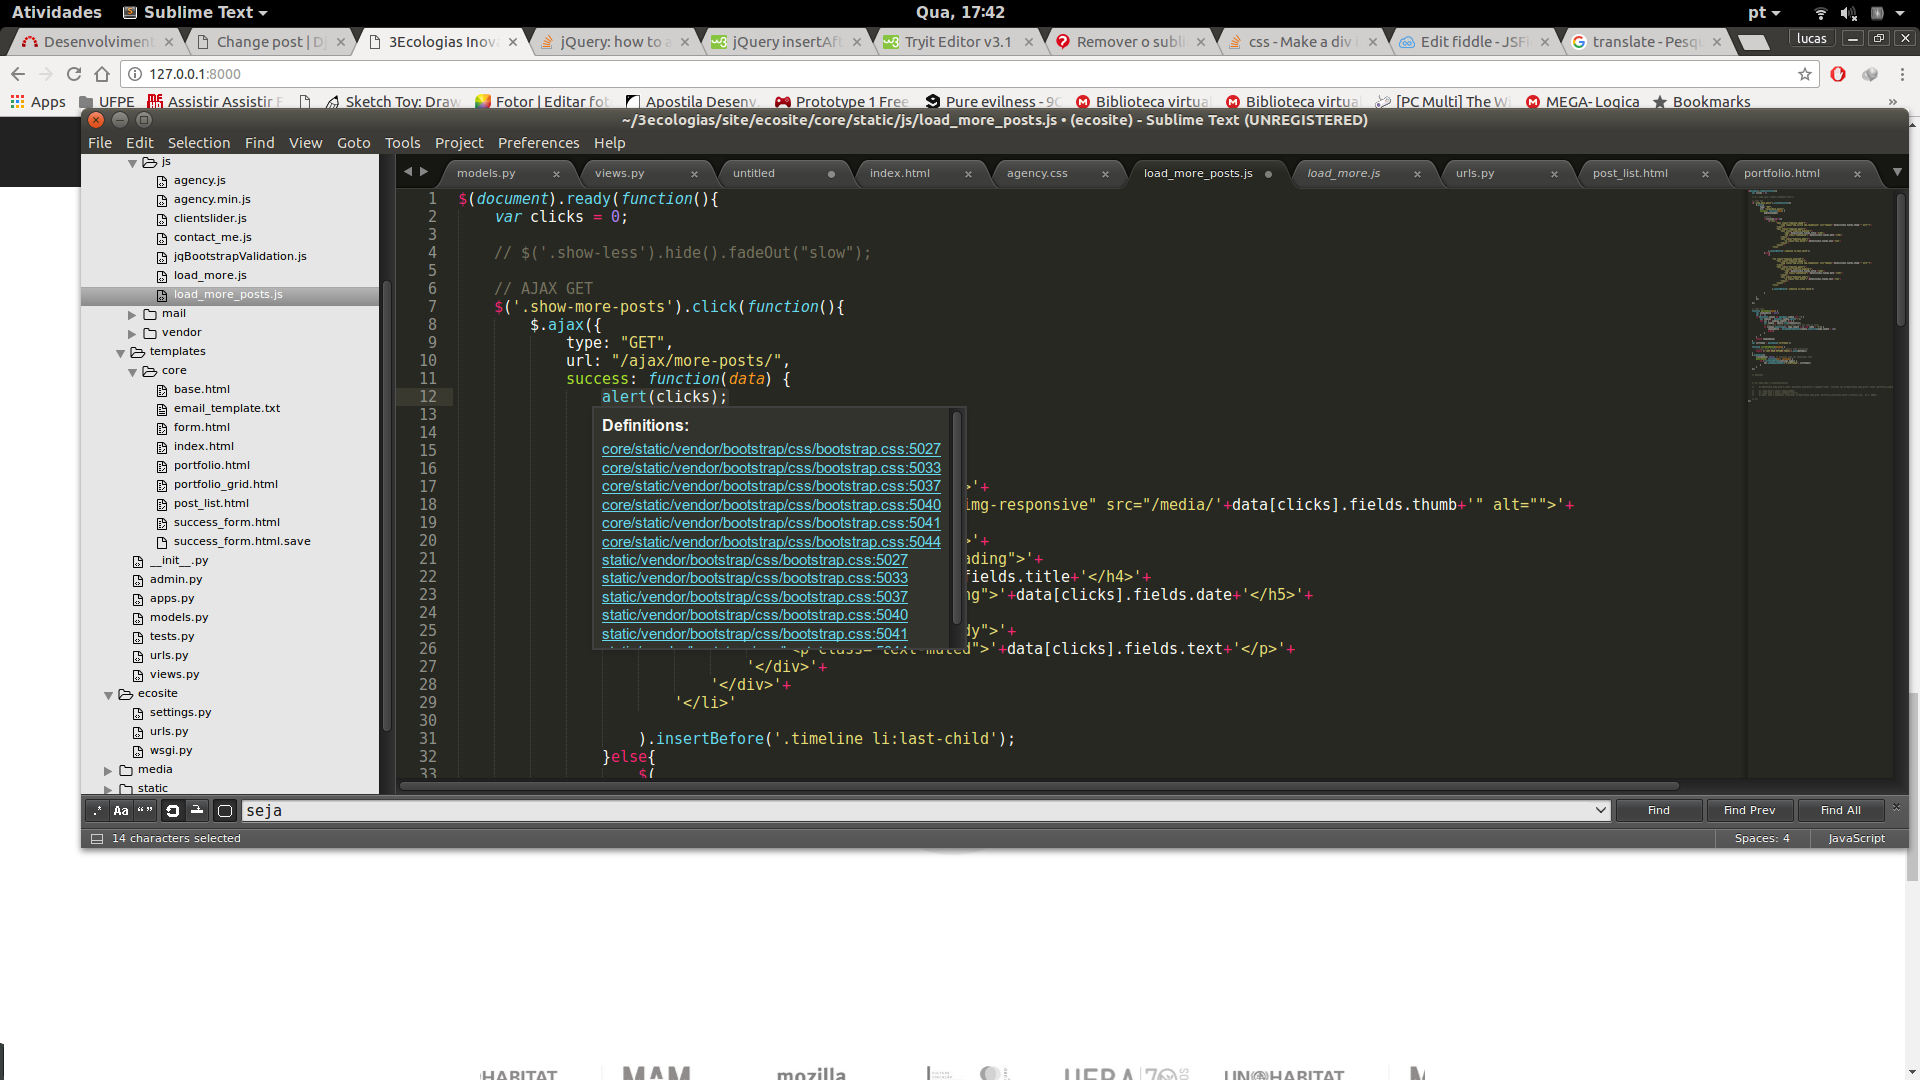 Atividades
Sublime Text
Qua, 17:42
pt
Desenvolviment
Change post | Dj
3Ecologias Inova
jQuery: how to a
jQuery insertAft
Tryit Editor v3.1
Remover o subli
css - Make a div
Edit fiddle - JSFi
translate - Pesqu
lucas
127.0.0.1:8000
Apps
UFPE
Assistir Assistir F
Sketch Toy: Draw
Fotor | Editar fot
Apostila Desenv.
Prototype 1 Free
Pure evilness - 9G
Biblioteca virtua
Biblioteca virtua
[PC Multi] The Wi
MEGA- Logica
Bookmarks
~/3ecologias/site/ecosite/core/static/js/load_more_posts.js • (ecosite) - Sublime Text (UNREGISTERED)
File Edit Selection Find View Goto Tools Project Preferences Help
js
agency.js
agency.min.js
clientslider.js
contact_me.js
jqBootstrapValidation.js
load_more.js
load_more_posts.js
mail
vendor
templates
core
base.html
email_template.txt
form.html
index.html
portfolio.html
portfolio_grid.html
post_list.html
success_form.html
success_form.html.save
__init__.py
admin.py
apps.py
models.py
tests.py
urls.py
views.py
ecosite
settings.py
urls.py
wsgi.py
media
static
models.py
views.py
untitled
index.html
agency.css
load_more_posts.js
load_more.js
urls.py
post_list.html
portfolio.html
1 $(document).ready(function(){
2 var clicks = 0;
3
4 // $('.show-less').hide().fadeOut("slow");
5
6 // AJAX GET
7 $('.show-more-posts').click(function(){
8 $.ajax({
9 type: "GET",
10 url: "/ajax/more-posts/",
11 success: function(data) {
12 alert(clicks);
13
14
15
16
17 >'+
18 img-responsive" src="/media/'+data[clicks].fields.thumb+'" alt="">'+
19
20 >'+
21 ading">'+
22 fields.title+'</h4>'+
23 ng">'+data[clicks].fields.date+'</h5>'+
24
25 dy">'+
26 '<p class="text-muted">'+data[clicks].fields.text+'</p>'+
27 '</div>'+
28 '</div>'+
29 '</li>'
30
31 ).insertBefore('.timeline li:last-child');
32 }else{
33 $(
Definitions:
core/static/vendor/bootstrap/css/bootstrap.css:5027
core/static/vendor/bootstrap/css/bootstrap.css:5033
core/static/vendor/bootstrap/css/bootstrap.css:5037
core/static/vendor/bootstrap/css/bootstrap.css:5040
core/static/vendor/bootstrap/css/bootstrap.css:5041
core/static/vendor/bootstrap/css/bootstrap.css:5044
static/vendor/bootstrap/css/bootstrap.css:5027
static/vendor/bootstrap/css/bootstrap.css:5033
static/vendor/bootstrap/css/bootstrap.css:5037
static/vendor/bootstrap/css/bootstrap.css:5040
static/vendor/bootstrap/css/bootstrap.css:5041
.* Aa “” seja
Find
Find Prev
Find All
14 characters selected
Spaces: 4
JavaScript
HABITAT
MAM
mozilla
UFBA 70
UN HABITAT